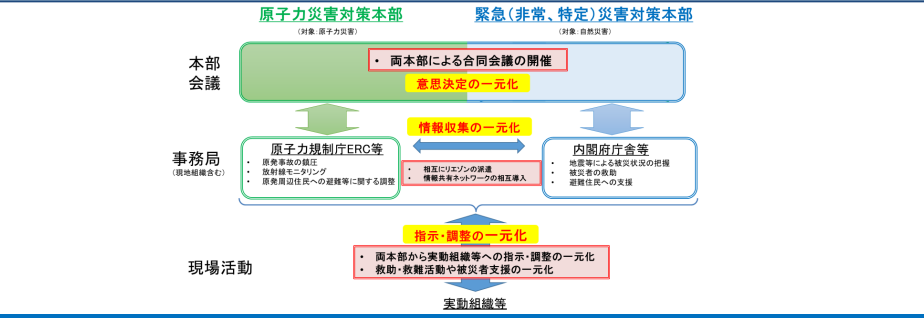 原子力災害対策本部
(対象:原子力災害)
緊急(非常、特定)災害対策本部
(対象:自然災害)
本部
会議
・ 両本部による合同会議の開催
意思決定の一元化
情報収集の一元化
事務局
(現地組織含む)
原子力規制庁ERC等
・ 原発事故の鎮圧
・ 放射線モニタリング
・ 原発周辺住民への避難等に関する調整
・ 相互にリエゾンの派遣
・ 情報共有ネットワークの相互導入
内閣府庁舎等
・ 地震等による被災状況の把握
・ 被災者の救助
・ 避難住民への支援
指示・調整の一元化
現場活動
・ 両本部から実動組織等への指示・調整の一元化
・ 救助・救難活動や被災者支援の一元化
実動組織等